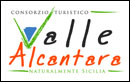 CONSORZIO TURISTICO
Valle
Alcantara
NATURALMENTE SICILIA